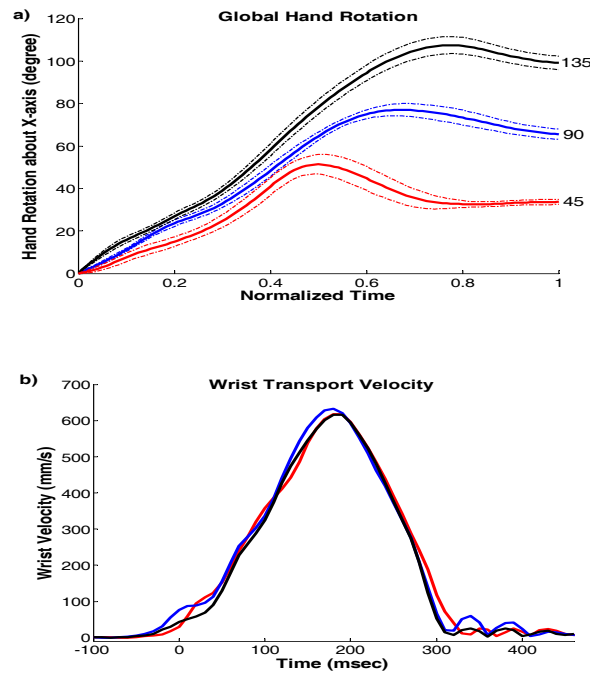 a)
Global Hand Rotation
Hand Rotation about X-axis (degree)
120
100
80
60
40
20
0
135
90
45
0 0.2 0.4 0.6 0.8 1
Normalized Time
b)
Wrist Transport Velocity
Wrist Velocity (mm/s)
700
600
500
400
300
200
100
0
-100 0 100 200 300 400
Time (msec)